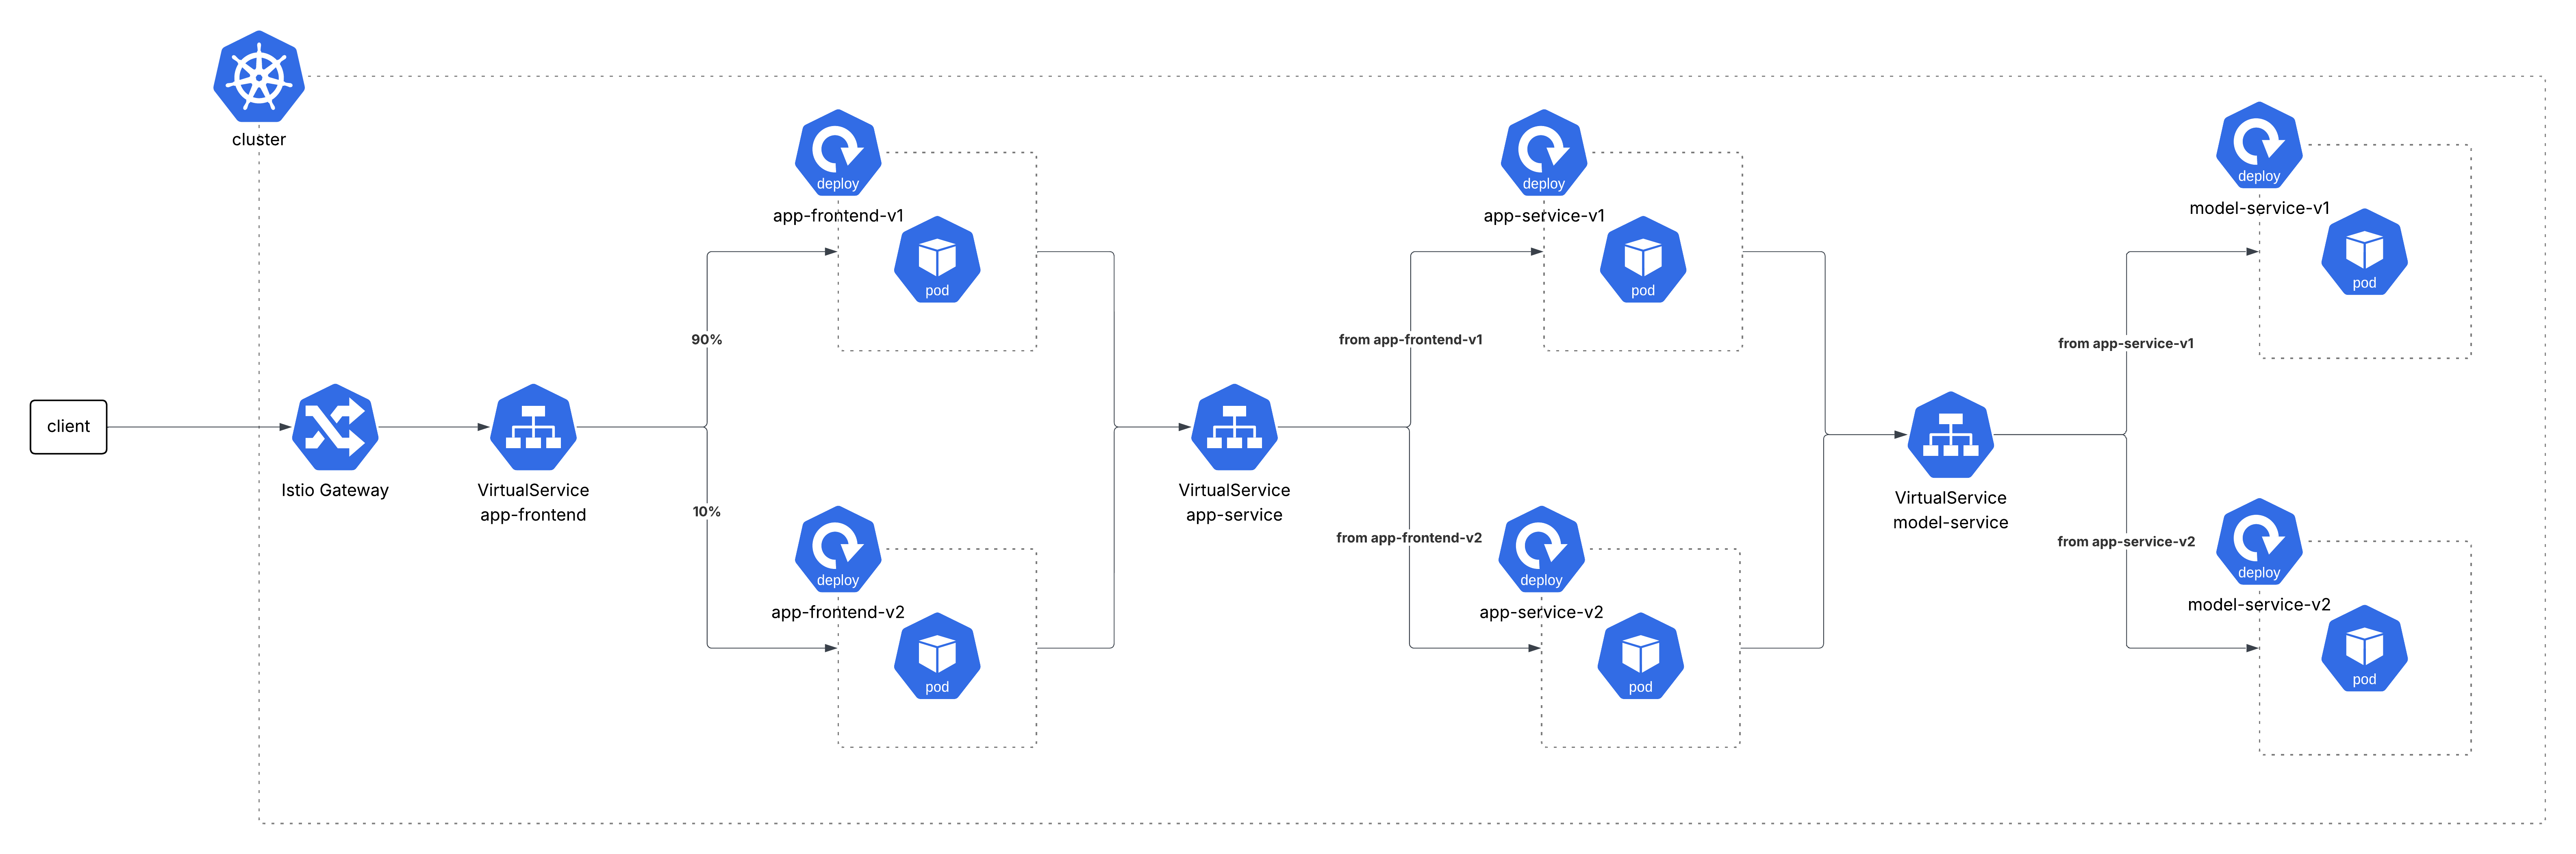 cluster
client
Istio Gateway
VirtualService
app-frontend
90%
10%
deploy
app-frontend-v1
pod
deploy
app-frontend-v2
pod
VirtualService
app-service
from app-frontend-v1
from app-frontend-v2
deploy
app-service-v1
pod
deploy
app-service-v2
pod
VirtualService
model-service
from app-service-v1
from app-service-v2
deploy
model-service-v1
pod
deploy
model-service-v2
pod